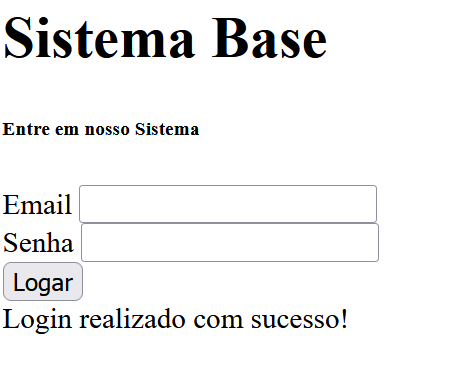 Sistema Base
Entre em nosso Sistema
Email
Senha
Logar
Login realizado com sucesso!